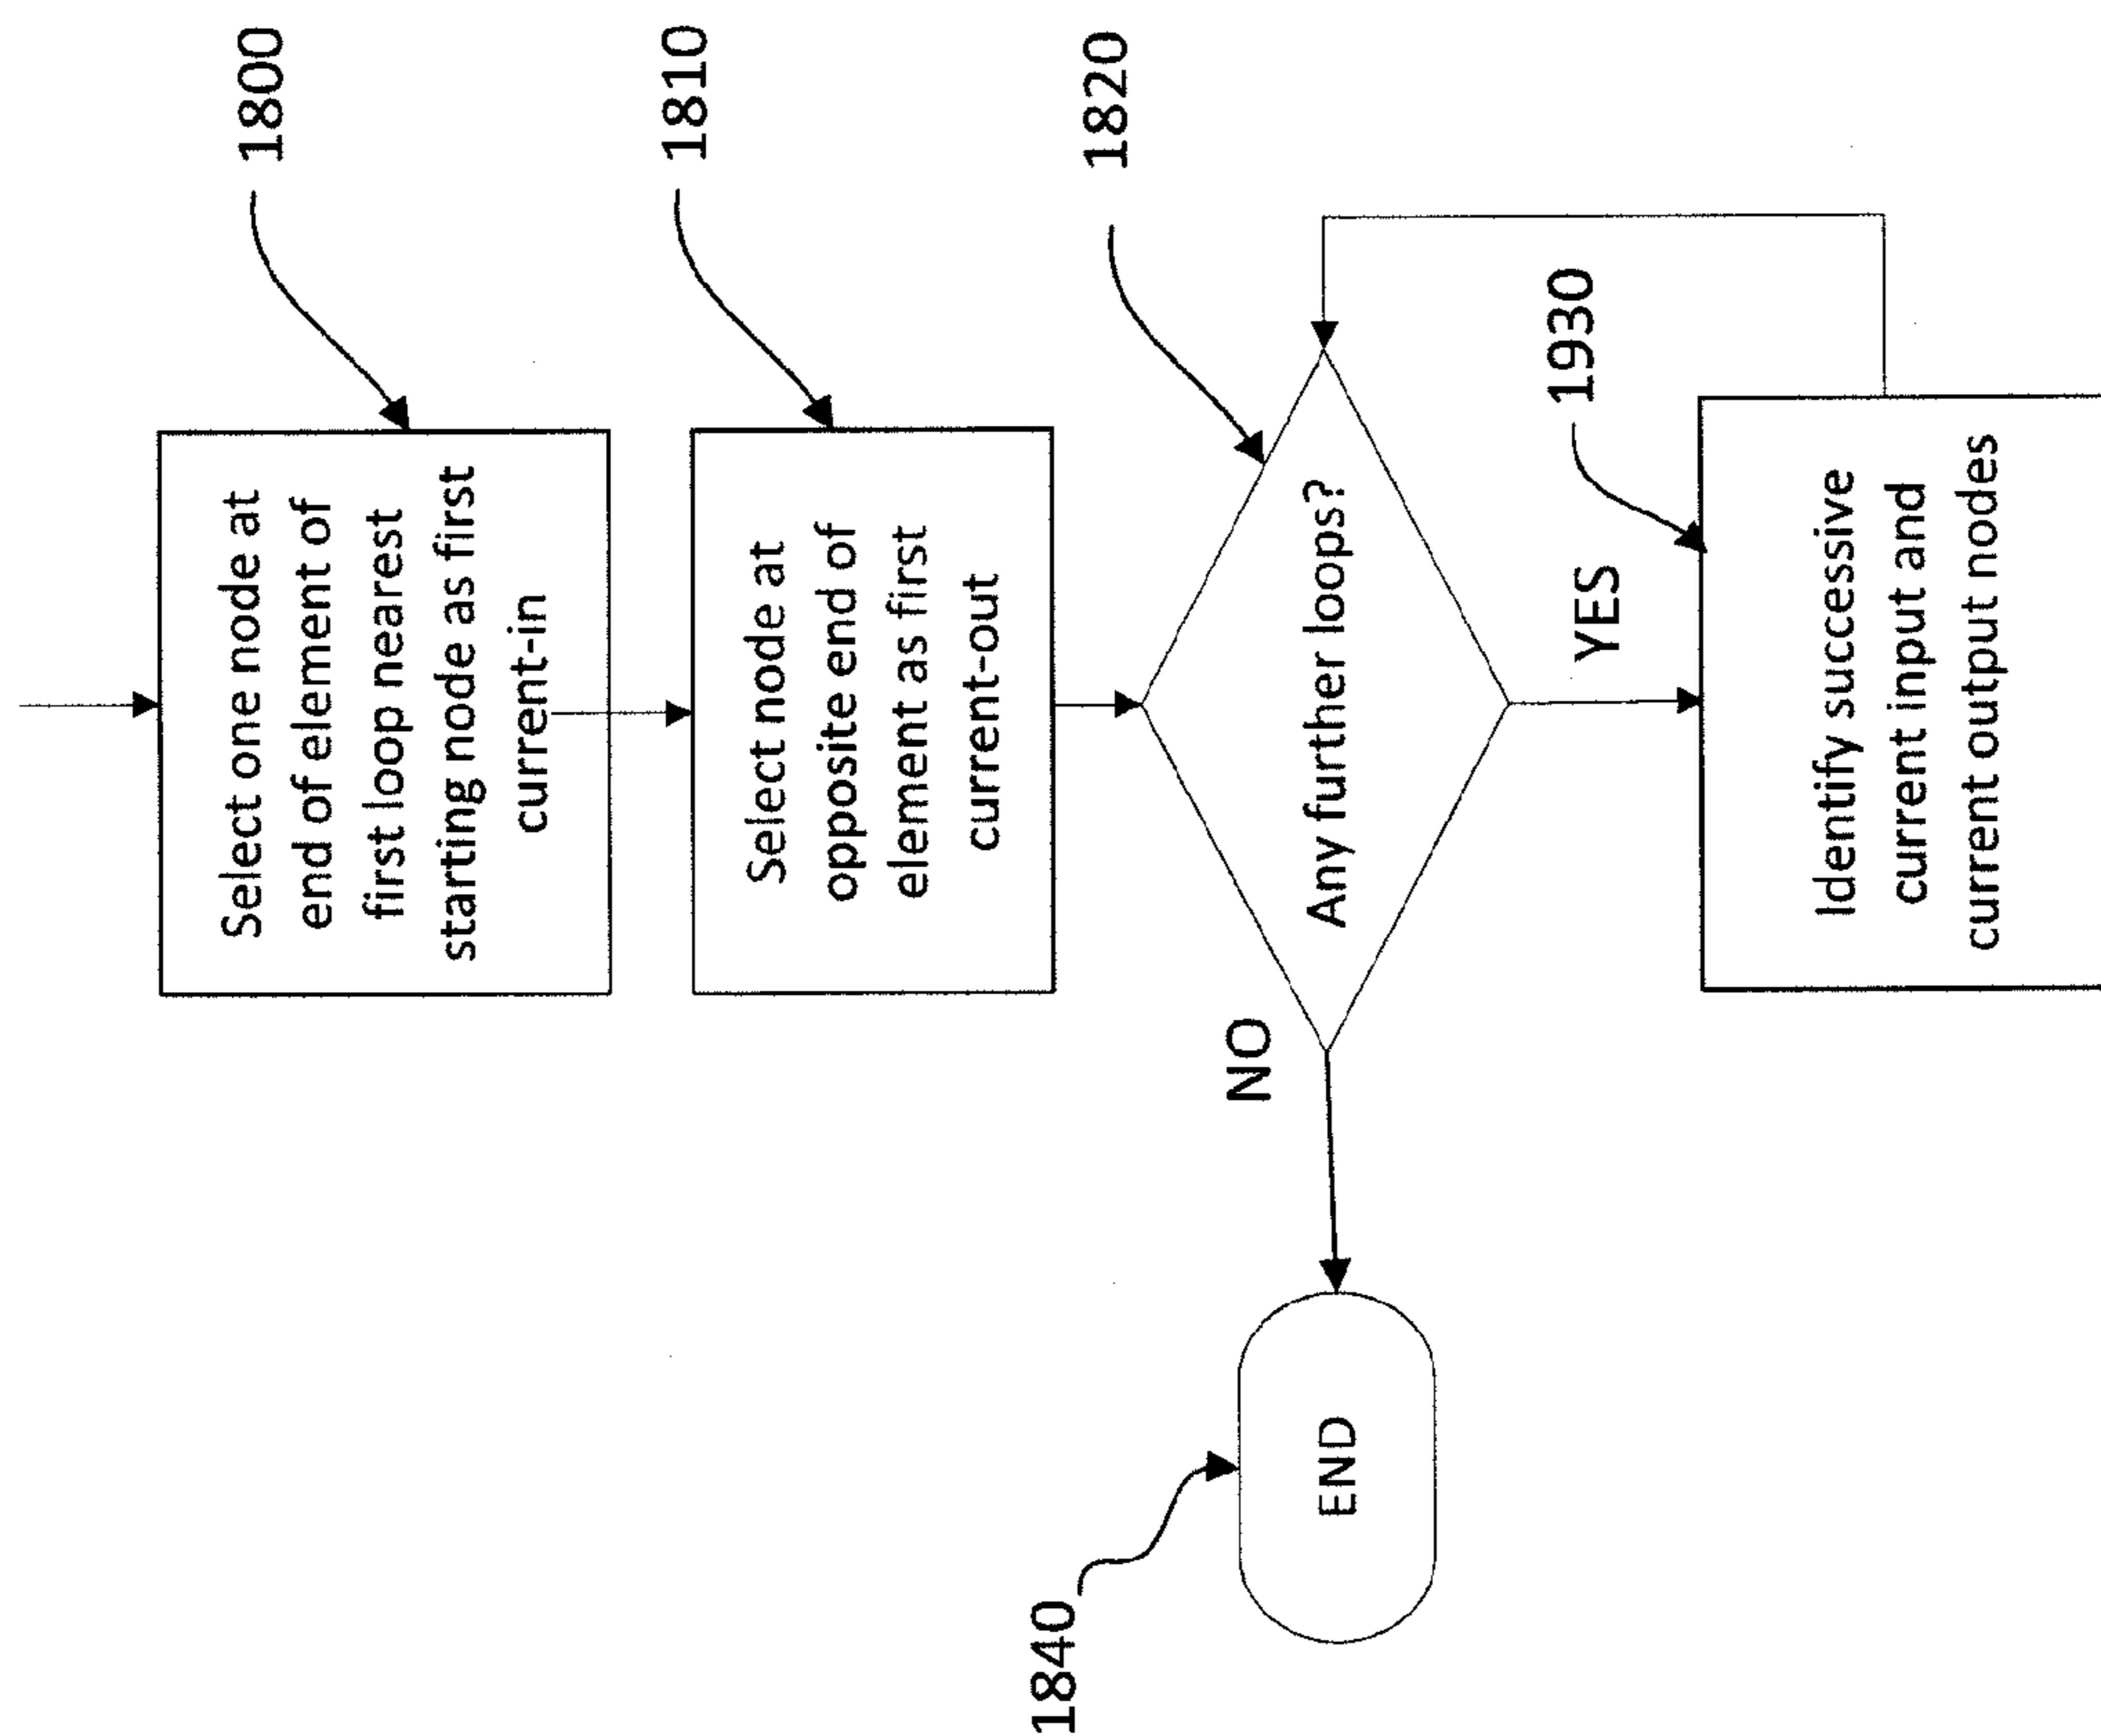 1800
Select one node at
end of element of
first loop nearest
starting node as first
current-in
1810
Select node at
opposite end of
element as first
current-out
1820
Any further loops?
NO
YES
1930
Identify successive
current input and
current output nodes
1840
END